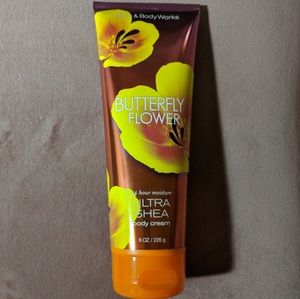 & BodyWorks
BUTTERFLY
FLOWER
hour moisture
ULTRA
SHEA
body cream
8 OZ / 226 g